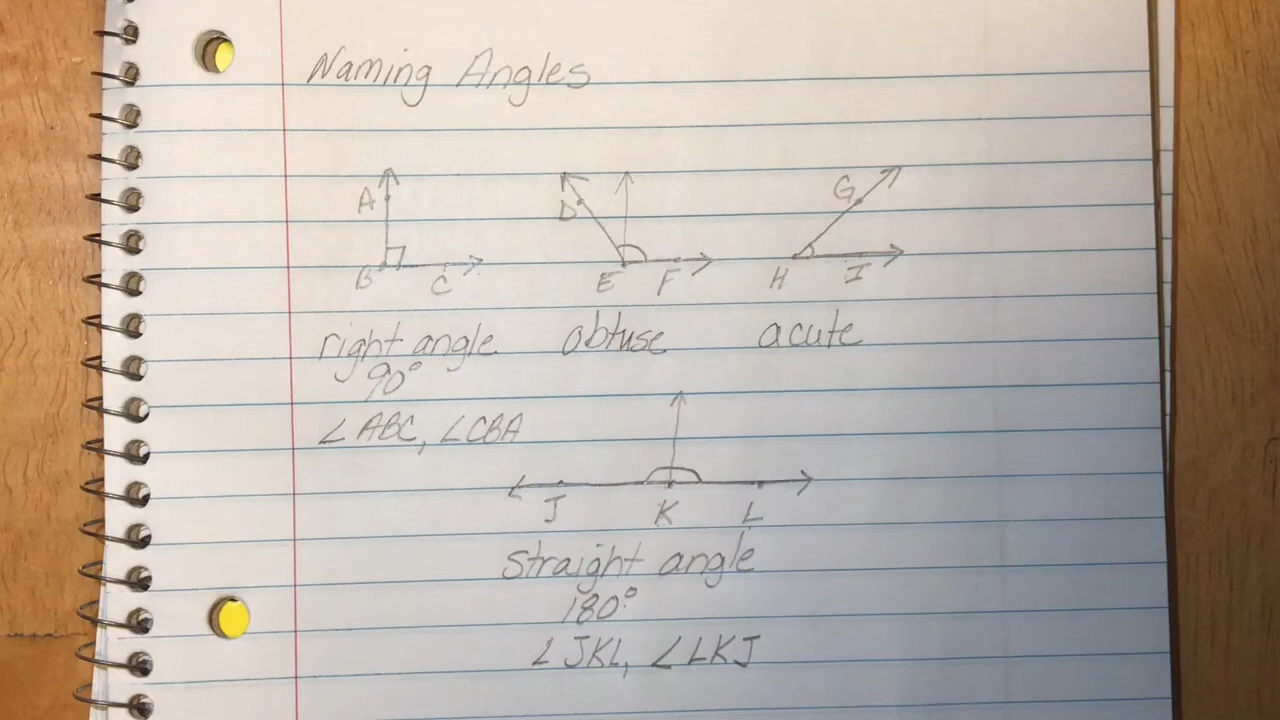 Naming Angles
A
D
G
B
C
E
F
H
I
right angle
obtuse
acute
90°
∠ABC, ∠CBA
J
K
L
straight angle
180°
∠JKL, ∠LKJ